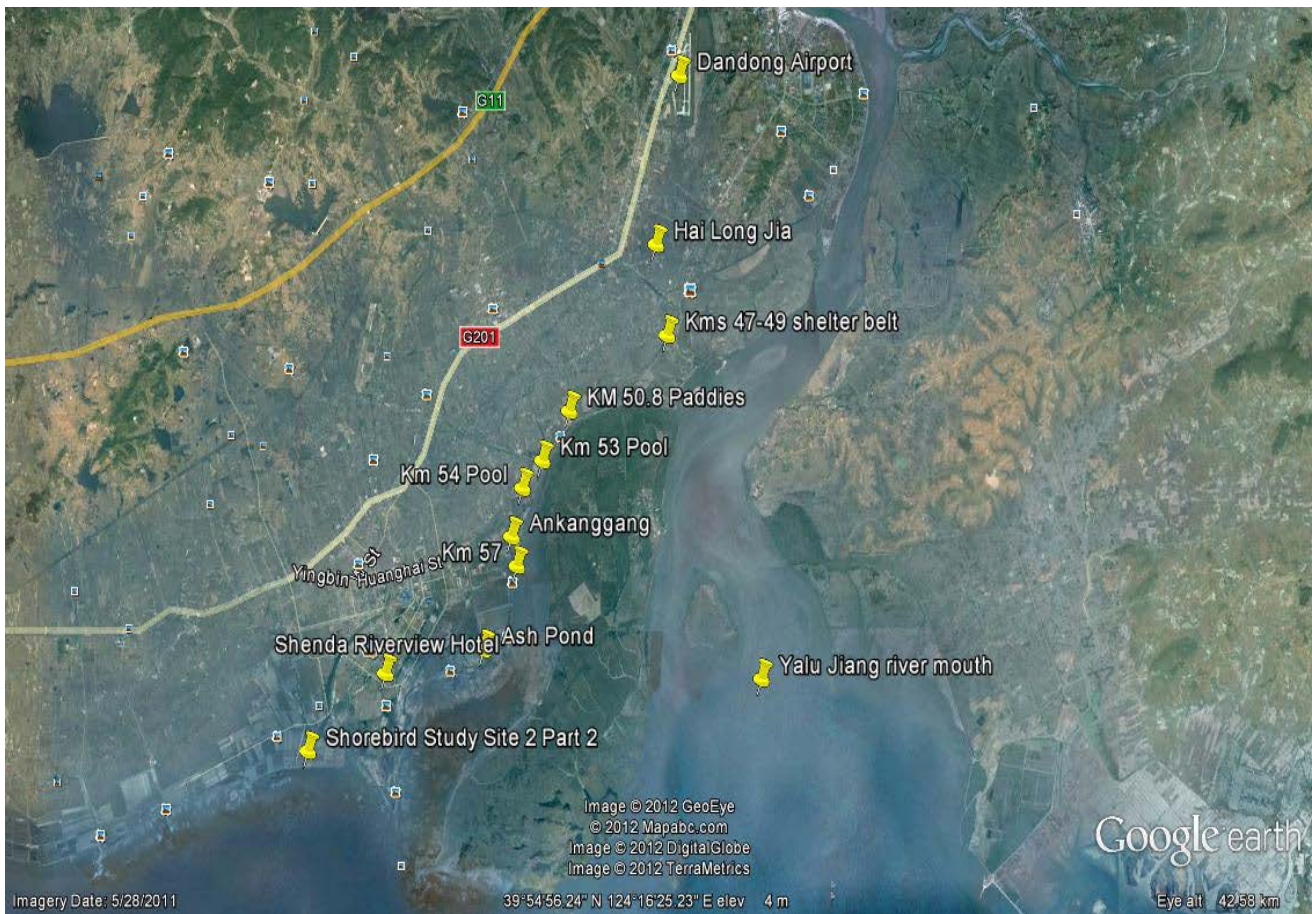 Dandong Airport
G11
Hai Long Jia
Kms 47-49 shelter belt
G201
KM 50.8 Paddies
Km 53 Pool
Km 54 Pool
Ankanggang
Km 57
Yingbin
Huanghai St
Ash Pond
Shenda Riverview Hotel
Yalu Jiang river mouth
Shorebird Study Site 2 Part 2
Image © 2012 GeoEye
© 2012 Mapabc.com
Image © 2012 DigitalGlobe
Image © 2012 TerraMetrics
Google earth
Imagery Date: 5/28/2011
39°54'56.24" N 124°16'25.23" E elev 4 m
Eye alt 42.58 km